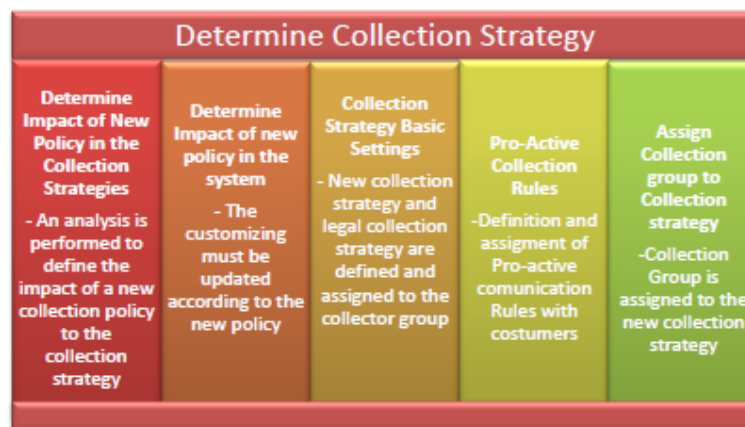 Determine Collection Strategy
Determine
Impact of New
Policy in the
Collection
Strategies
- An analysis is
performed to
define the
impact of a new
collection policy
to the
collection
strategy
Determine
Impact of new
policy in the
system
- The
customizing
must be
updated
according to the
new policy
Collection
Strategy Basic
Settings
- New collection
strategy and
legal collection
strategy are
defined and
assigned to the
collector group
Pro-Active
Collection
Rules
-Definition and
assigment of
Pro-active
comunication
Rules with
costumers
Assign
Collection
group to
Collection
strategy
-Collection
Group is
assigned to the
new collection
strategy